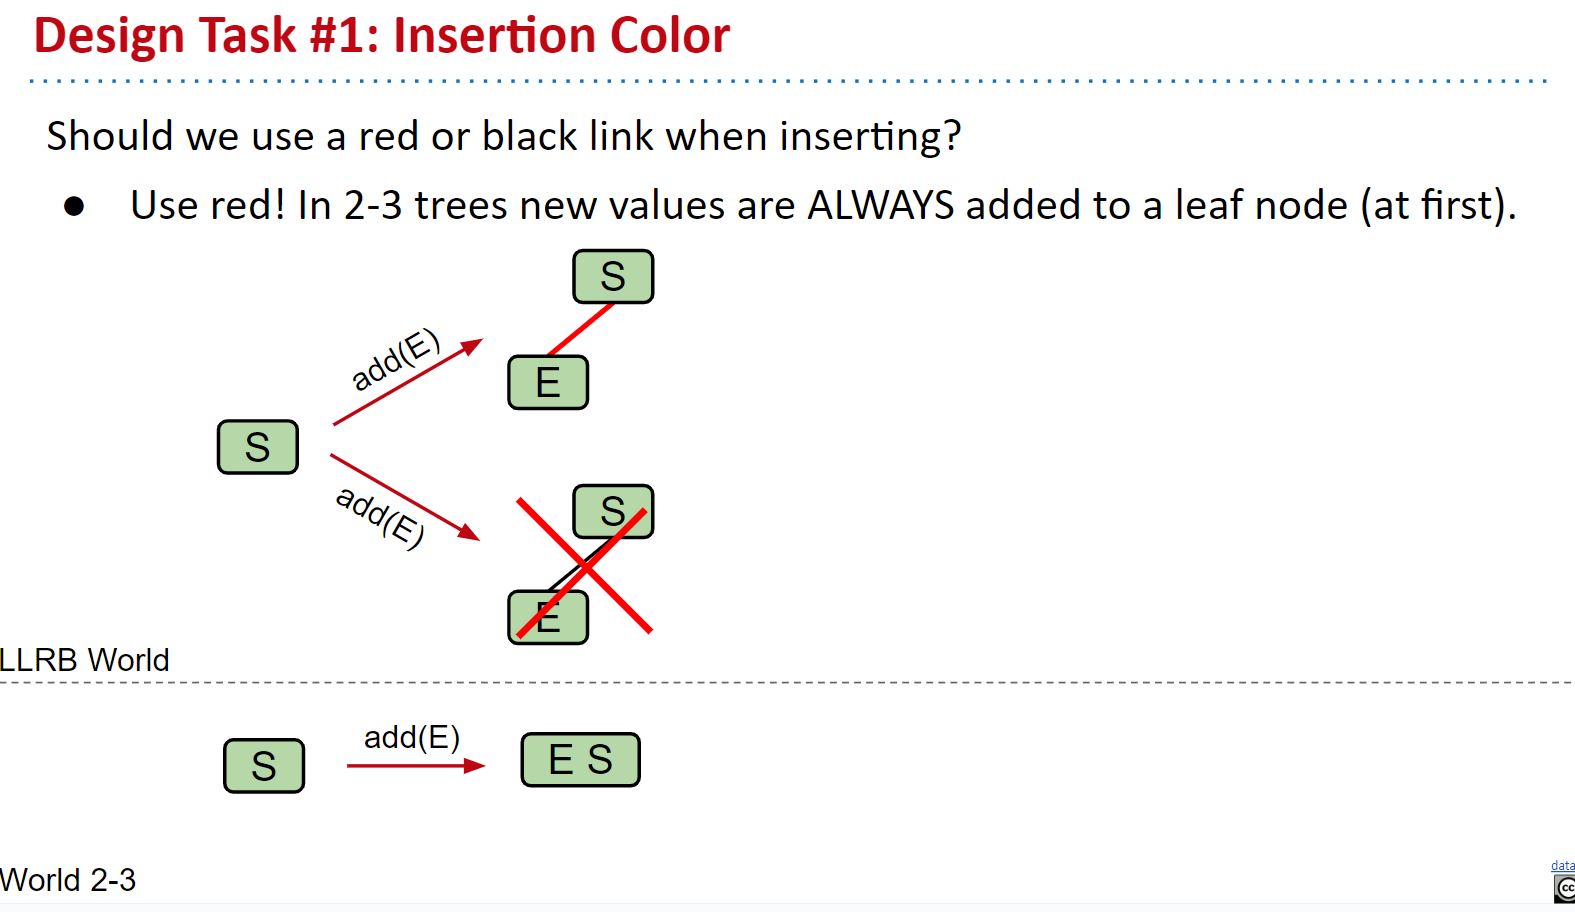 Design Task #1: Insertion Color
Should we use a red or black link when inserting?
● Use red! In 2-3 trees new values are ALWAYS added to a leaf node (at first).
S
add(E)
E
S
add(E)
S
E
LLRB World
add(E)
S
E S
World 2-3
data
cc